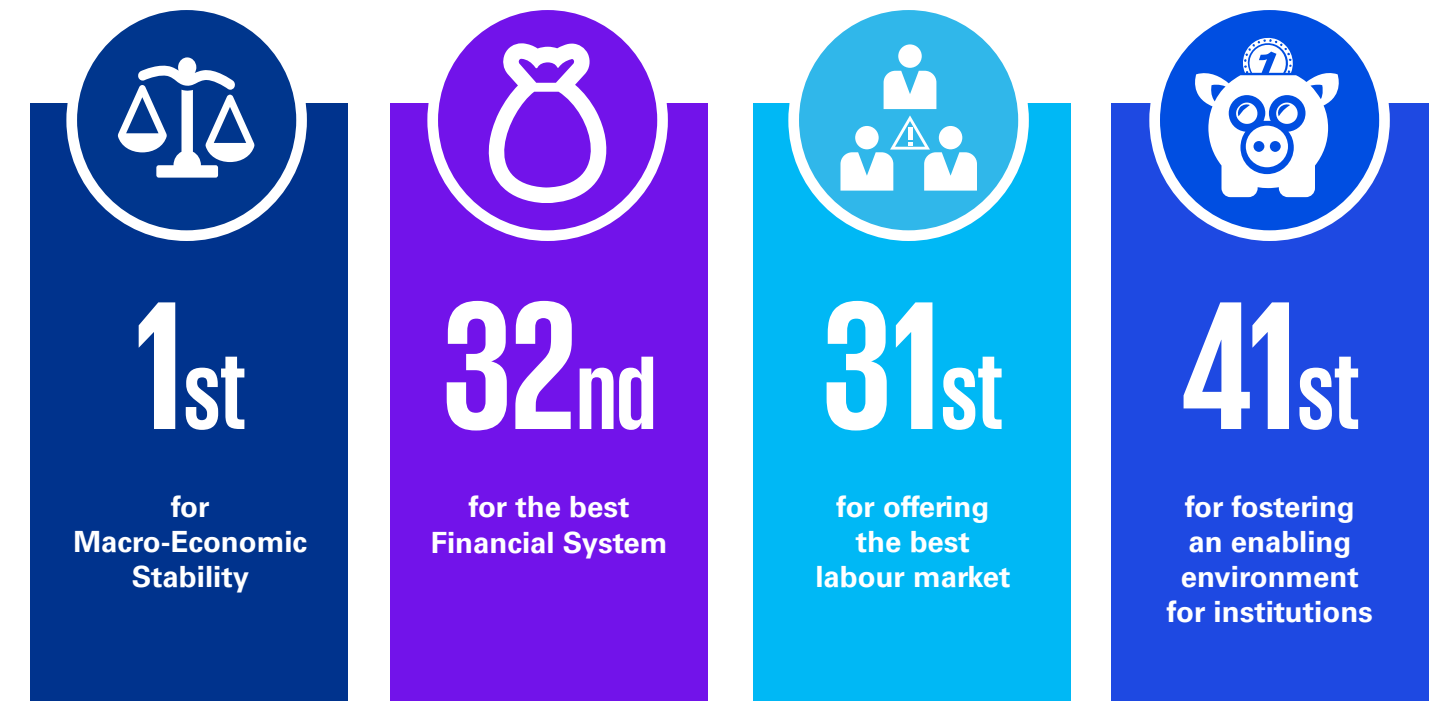 1st
for
Macro-Economic
Stability
32nd
for the best
Financial System
31st
for offering
the best
labour market
1
41st
for fostering
an enabling
environment
for institutions